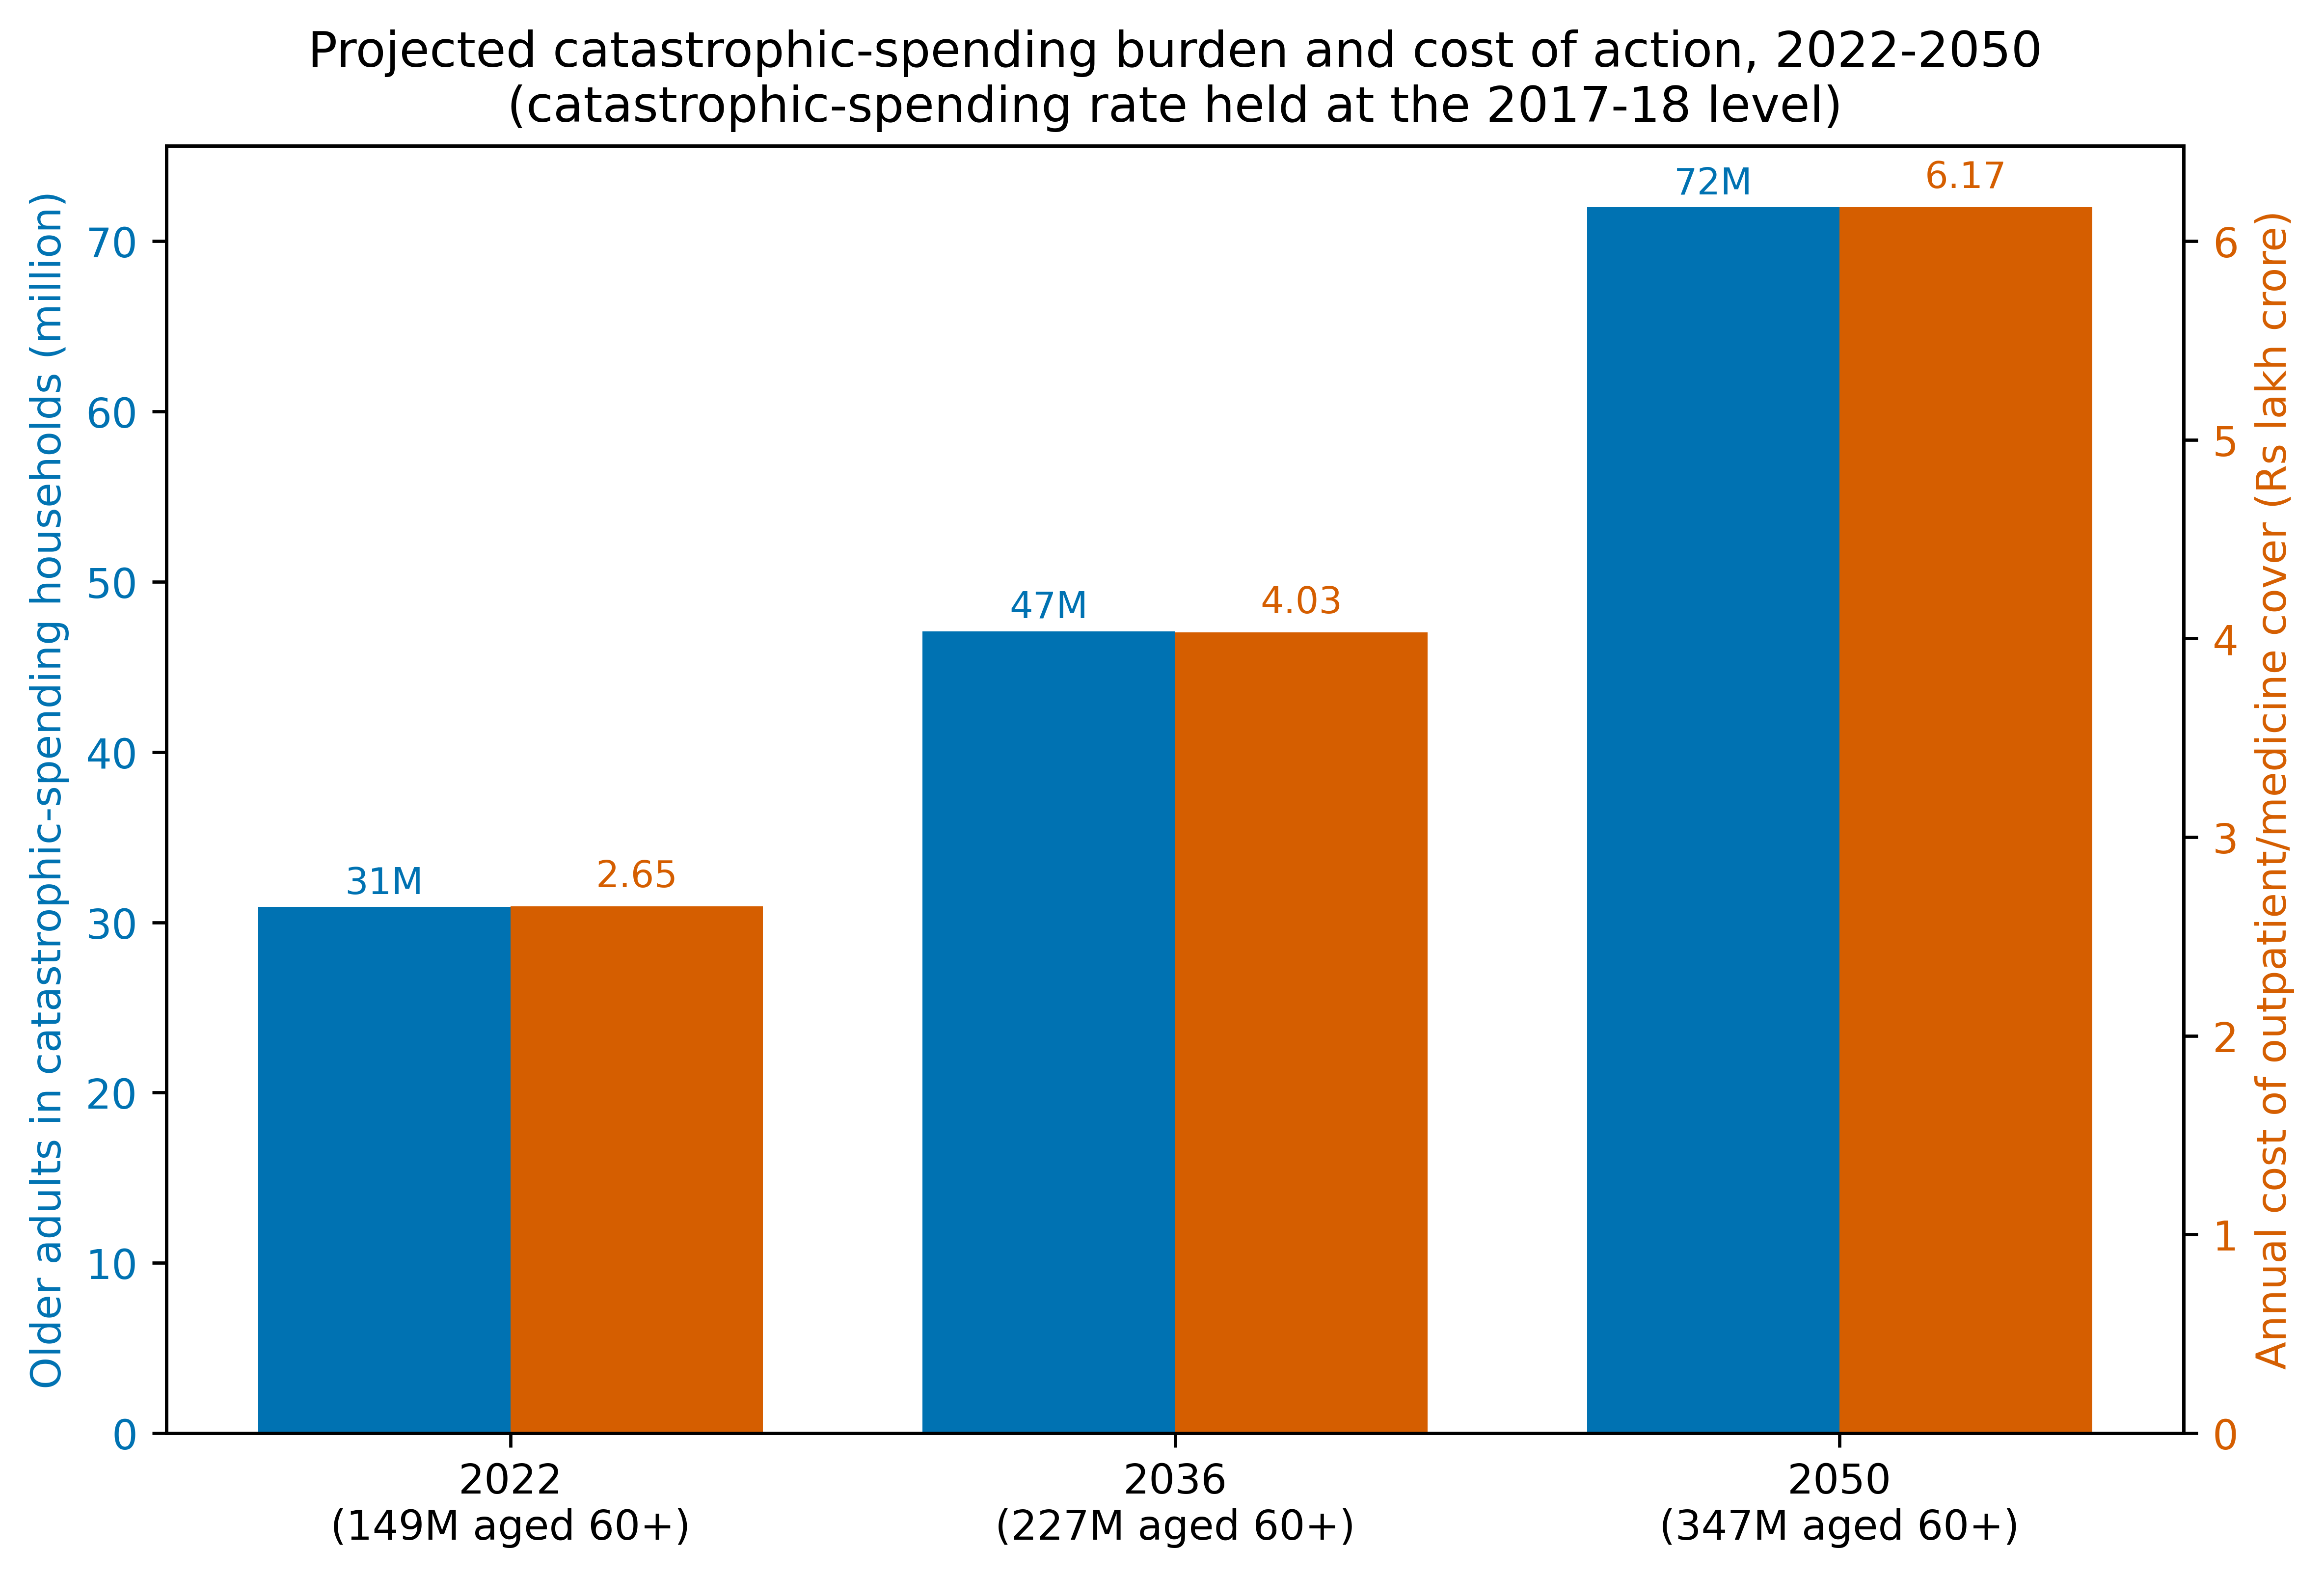 Projected catastrophic-spending burden and cost of action, 2022-2050
(catastrophic-spending rate held at the 2017-18 level)
Older adults in catastrophic-spending households (million)
70
60
50
40
30
20
10
0
31M
2.65
47M
4.03
72M
6.17
6
5
4
3
2
1
0
Annual cost of outpatient/medicine cover (Rs lakh crore)
2022
(149M aged 60+)
2036
(227M aged 60+)
2050
(347M aged 60+)